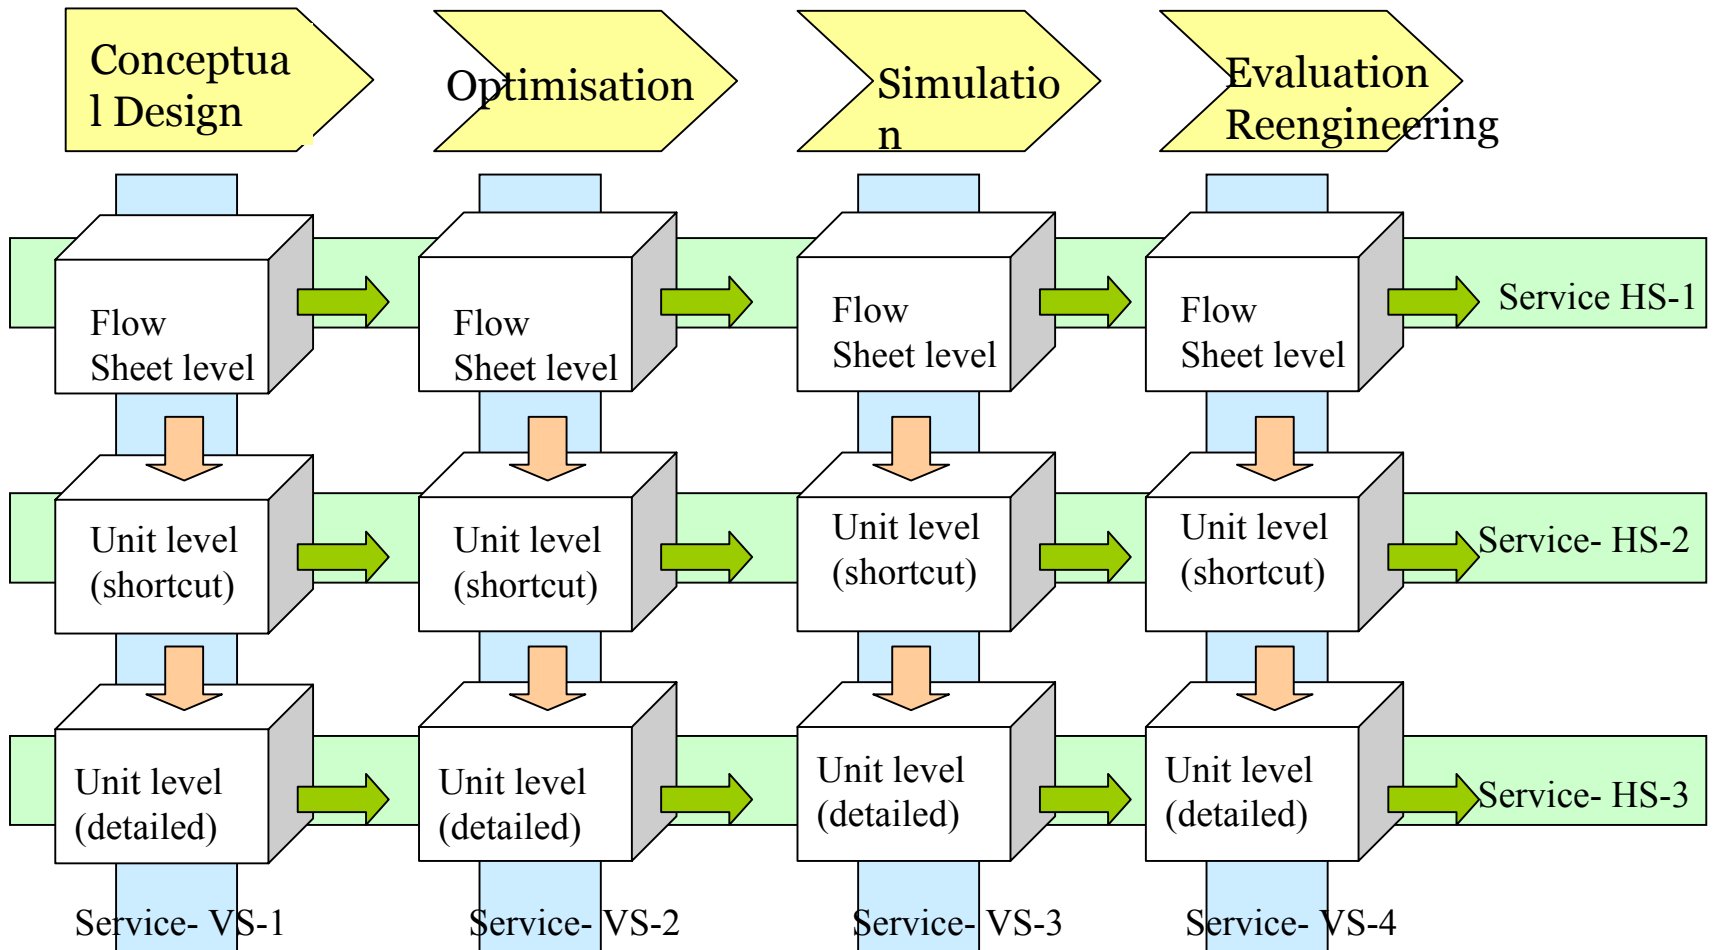 Conceptua
l Design
Optimisation
Simulatio
n
Evaluation
Reengineering
Flow
Sheet level
Flow
Sheet level
Flow
Sheet level
Flow
Sheet level
Service HS-1
Unit level
(shortcut)
Unit level
(shortcut)
Unit level
(shortcut)
Unit level
(shortcut)
Service- HS-2
Unit level
(detailed)
Unit level
(detailed)
Unit level
(detailed)
Unit level
(detailed)
Service- HS-3
Service- VS-1
Service- VS-2
Service- VS-3
Service- VS-4